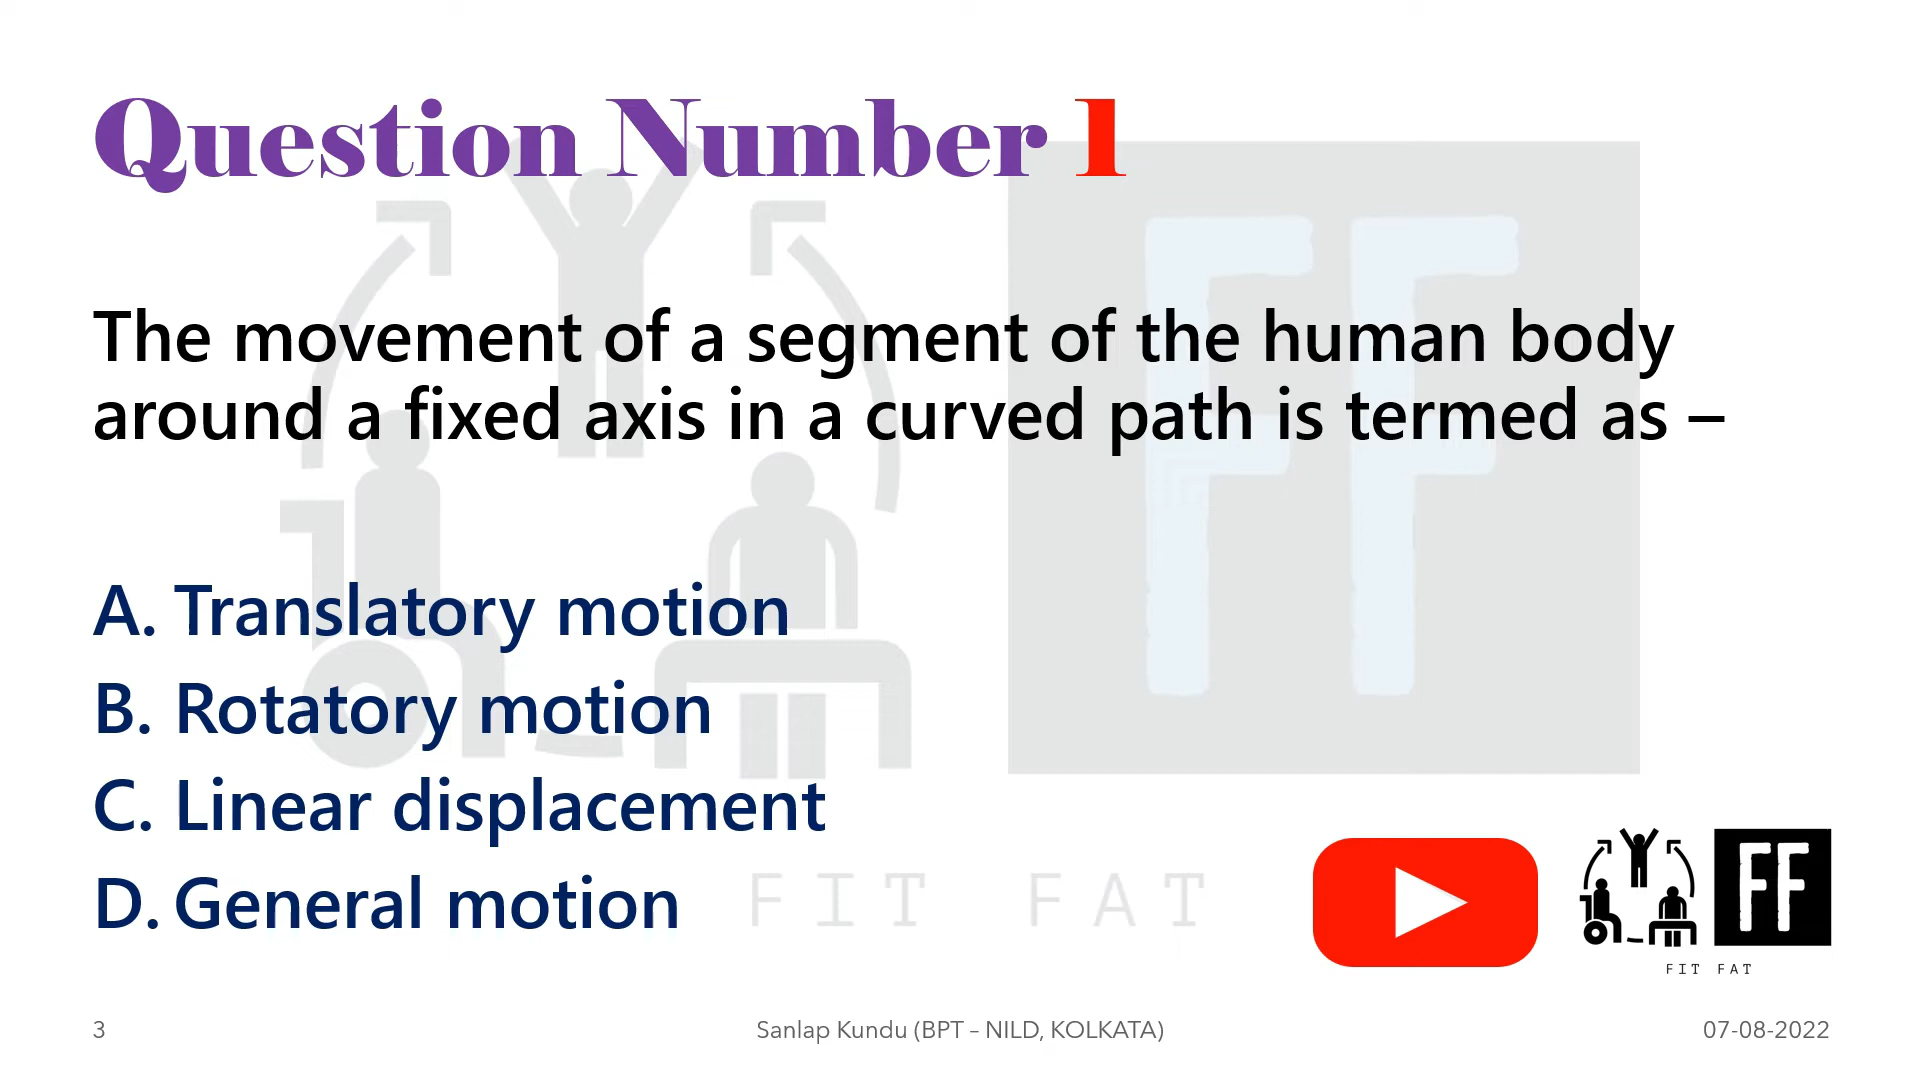 Question Number 1
The movement of a segment of the human body
around a fixed axis in a curved path is termed as –
A. Translatory motion
B. Rotatory motion
C. Linear displacement
D. General motion
FIT FAT
FF
FF
FIT FAT
3
Sanlap Kundu (BPT – NILD, KOLKATA)
07-08-2022